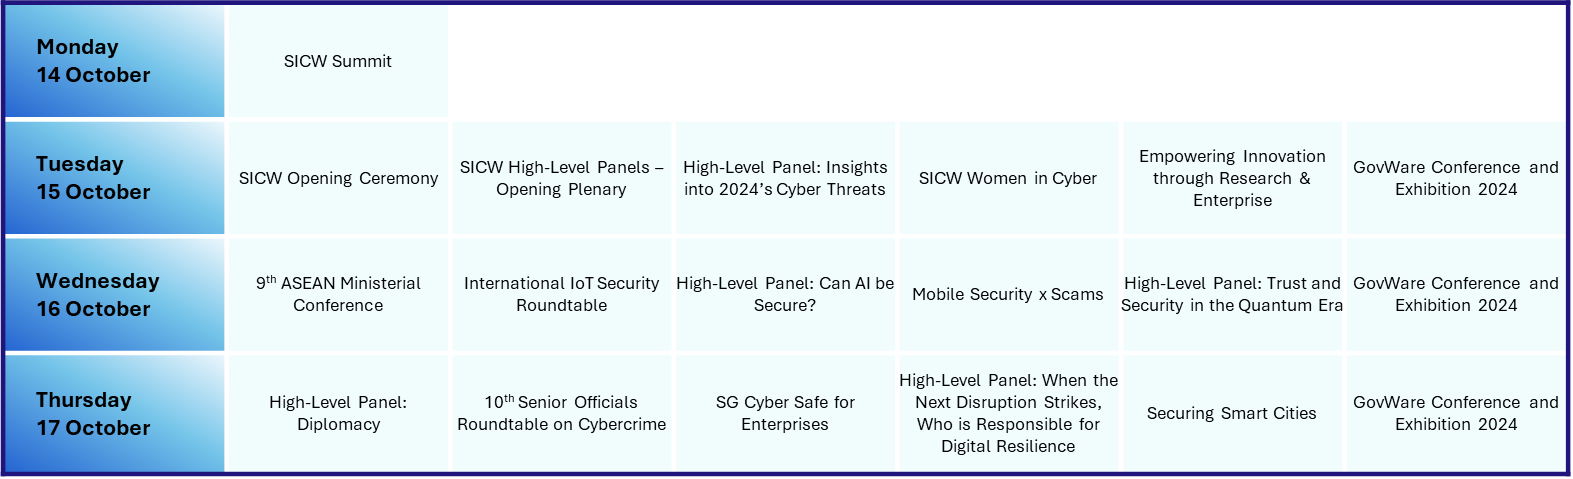 Monday
14 October
SICW Summit
Tuesday
15 October
SICW Opening Ceremony
SICW High-Level Panels –
Opening Plenary
High-Level Panel: Insights
into 2024’s Cyber Threats
SICW Women in Cyber
Empowering Innovation
through Research &
Enterprise
GovWare Conference and
Exhibition 2024
Wednesday
16 October
9th ASEAN Ministerial
Conference
International IoT Security
Roundtable
High-Level Panel: Can AI be
Secure?
Mobile Security x Scams
High-Level Panel: Trust and
Security in the Quantum Era
GovWare Conference and
Exhibition 2024
Thursday
17 October
High-Level Panel:
Diplomacy
10th Senior Officials
Roundtable on Cybercrime
SG Cyber Safe for
Enterprises
High-Level Panel: When the
Next Disruption Strikes,
Who is Responsible for
Digital Resilience
Securing Smart Cities
GovWare Conference and
Exhibition 2024